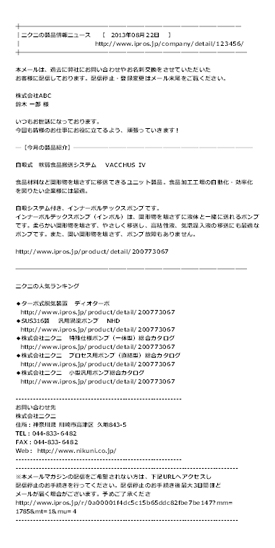 ニクニの製品情報ニュース [ 2013年08月22日 ]
http://www.ipros.jp/company/detail/123456/
本メールは、過去に弊社にお問い合わせやお名刺交換をさせていただいた
お客様に配信しております。配信停止・登録変更はメール末尾をご覧ください。
株式会社ABC
鈴木 一郎 様
いつもお世話になっております。
今回も皆様のお仕事にお役に立てるよう、頑張っていきます!
─ [今月の製品紹介] ─
自吸式 軟弱食品搬送システム VACCHUS IV
食品材料など固形物を壊さずに移送できるユニット製品。食品加工工場の自動化・効率化
を図りたい企業様には最適。
自吸システム付き、インナーボルテックスポンプです。
インナーボルテックスポンプ(インボル)は、固形物を壊さずに液体と一緒に送れるポンプ
です。柔らかい固形物を壊さず、やさしく移送し、高粘性液、気泡混入液の移送にも最適な
ポンプです。また、固い固形物を壊さず、ポンプ故障もありません。
http://www.ipros.jp/product/detail/200773067
ニクニの人気ランキング
◆ターボ式脱気装置 ディオターボ
http://www.ipros.jp/product/detail/200773067
◆SUS316製 汎用渦流ポンプ NHD
http://www.ipros.jp/product/detail/200773067
◆株式会社ニクニ 特殊仕様ポンプ(一体型)総合カタログ
http://www.ipros.jp/product/detail/200773067
◆株式会社ニクニ プロセス用ポンプ(直結型)総合カタログ
http://www.ipros.jp/product/detail/200773067
◆株式会社ニクニ 小型汎用ポンプ総合カタログ
http://www.ipros.jp/product/detail/200773067
お問い合わせ先
株式会社ニクニ
住所:神奈川県 川崎市高津区 久地843-5
TEL:044-833-6482
FAX:044-833-6482
Web: http://www.nikuni.co.jp/
※本メールマガジンの配信をご希望されない方は、下記URLへアクセスし
配信停止のお手続きを行ってください。配信停止のお手続き後最大3日間ほど
メールが届く場合がございます。予めご了承くださ
http://www.ipros.jp/r/0a00001f4dc5c15b65ddc82fbe7be147?mm=
1785&mt=1&mu=4